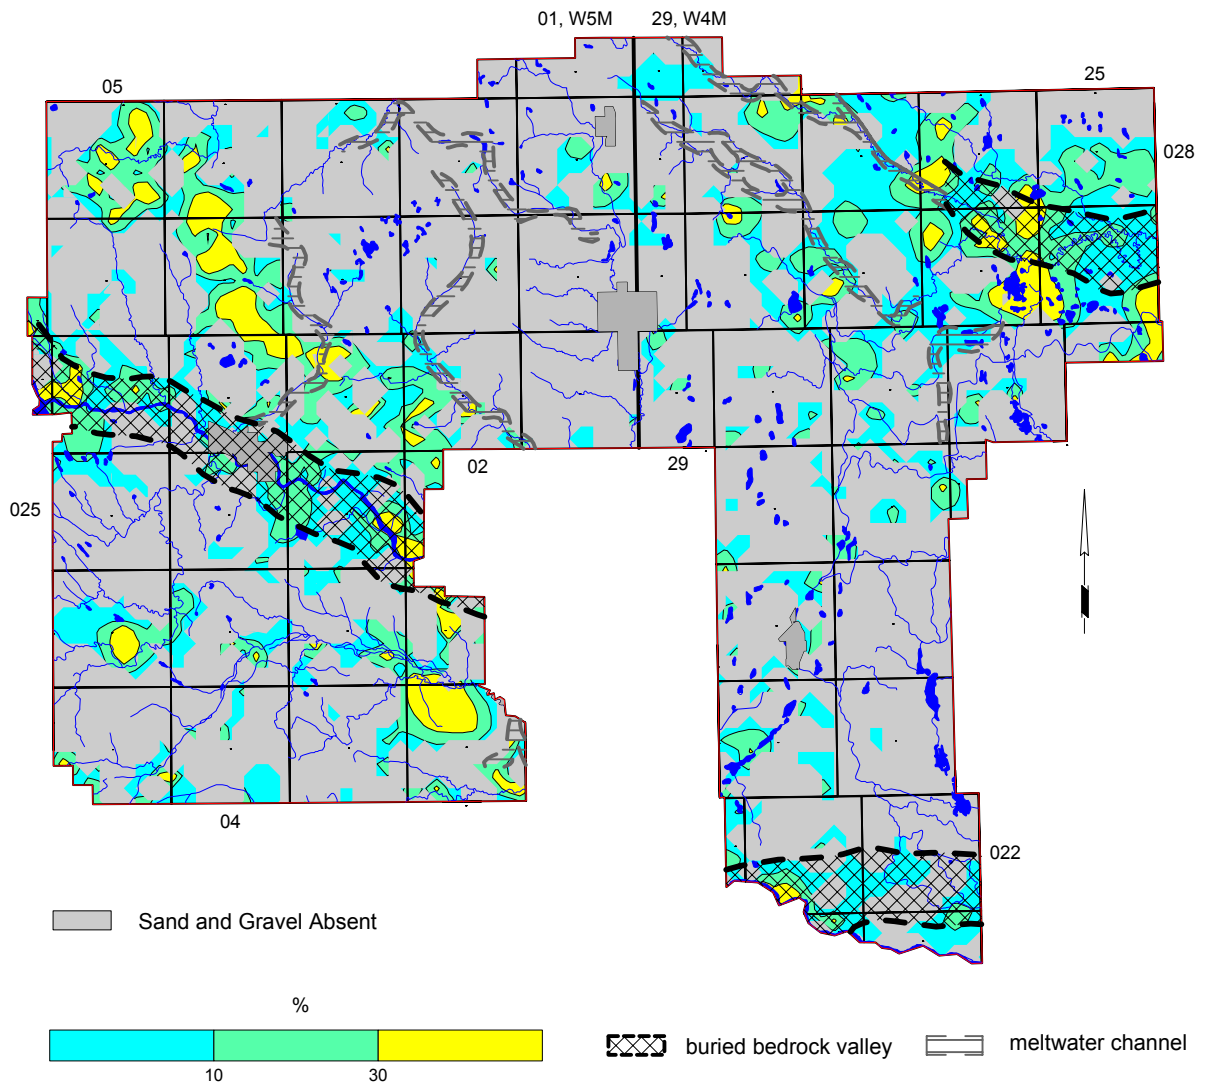 01, W5M
29, W4M
05
25
028
02
29
025
04
022
Sand and Gravel Absent
%
10
30
buried bedrock valley
meltwater channel